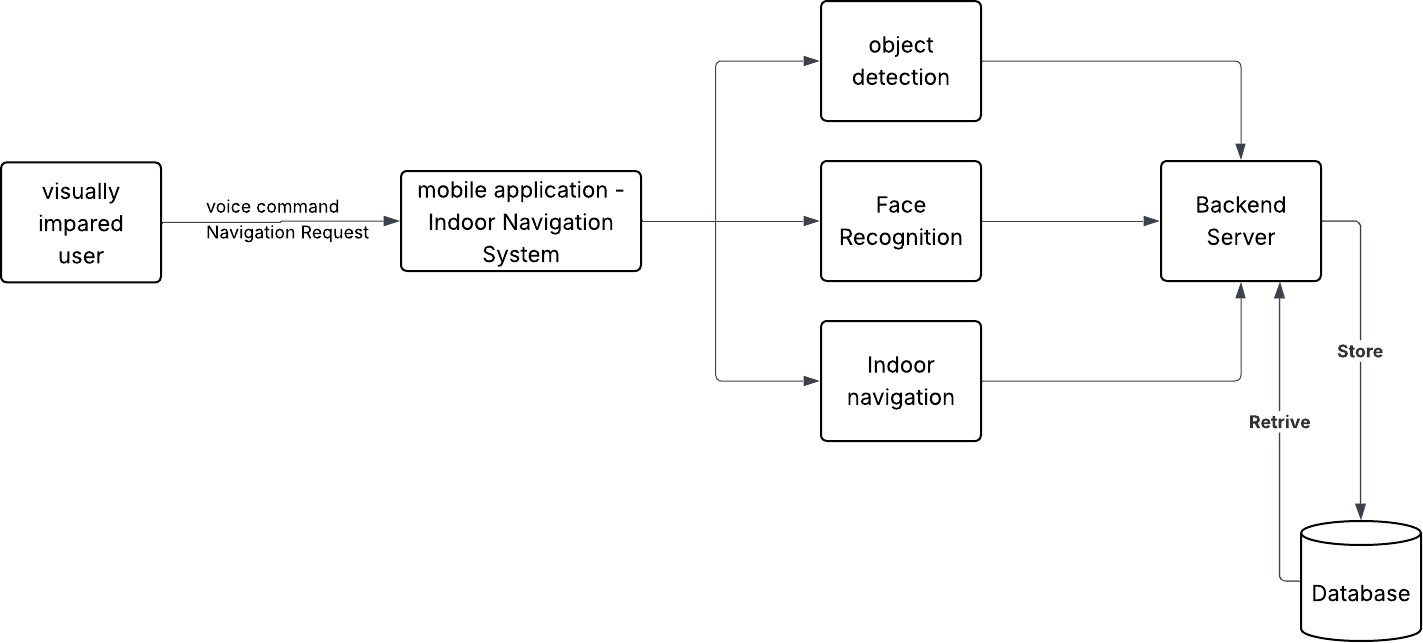 object
detection
visually
impared
user
voice command
Navigation Request
mobile application -
Indoor Navigation
System
Face
Recognition
Backend
Server
Indoor
navigation
Store
Retrive
Database